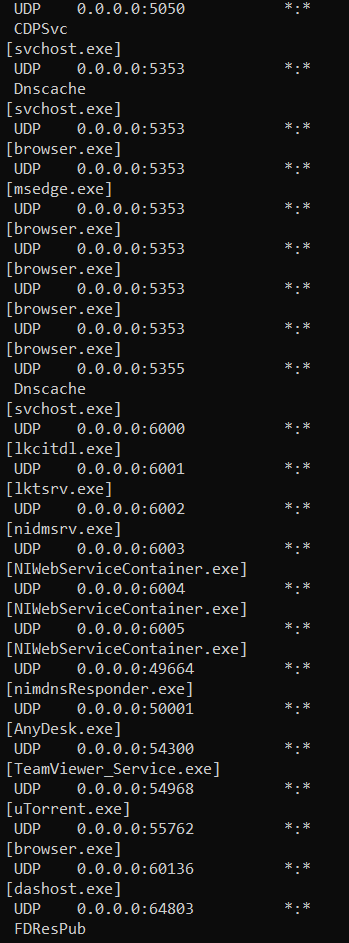 UDP    0.0.0.0:5050           *:*
CDPSvc
[svchost.exe]
UDP    0.0.0.0:5353           *:*
Dnscache
[svchost.exe]
UDP    0.0.0.0:5353           *:*
[browser.exe]
UDP    0.0.0.0:5353           *:*
[msedge.exe]
UDP    0.0.0.0:5353           *:*
[browser.exe]
UDP    0.0.0.0:5353           *:*
[browser.exe]
UDP    0.0.0.0:5353           *:*
[browser.exe]
UDP    0.0.0.0:5353           *:*
[browser.exe]
UDP    0.0.0.0:5355           *:*
Dnscache
[svchost.exe]
UDP    0.0.0.0:6000           *:*
[lkcitdl.exe]
UDP    0.0.0.0:6001           *:*
[lktsrv.exe]
UDP    0.0.0.0:6002           *:*
[nidmsrv.exe]
UDP    0.0.0.0:6003           *:*
[NIWebServiceContainer.exe]
UDP    0.0.0.0:6004           *:*
[NIWebServiceContainer.exe]
UDP    0.0.0.0:6005           *:*
[NIWebServiceContainer.exe]
UDP    0.0.0.0:49664          *:*
[nimdnsResponder.exe]
UDP    0.0.0.0:50001          *:*
[AnyDesk.exe]
UDP    0.0.0.0:54300          *:*
[TeamViewer_Service.exe]
UDP    0.0.0.0:54968          *:*
[uTorrent.exe]
UDP    0.0.0.0:55762          *:*
[browser.exe]
UDP    0.0.0.0:60136          *:*
[dashost.exe]
UDP    0.0.0.0:64803          *:*
FDResPub